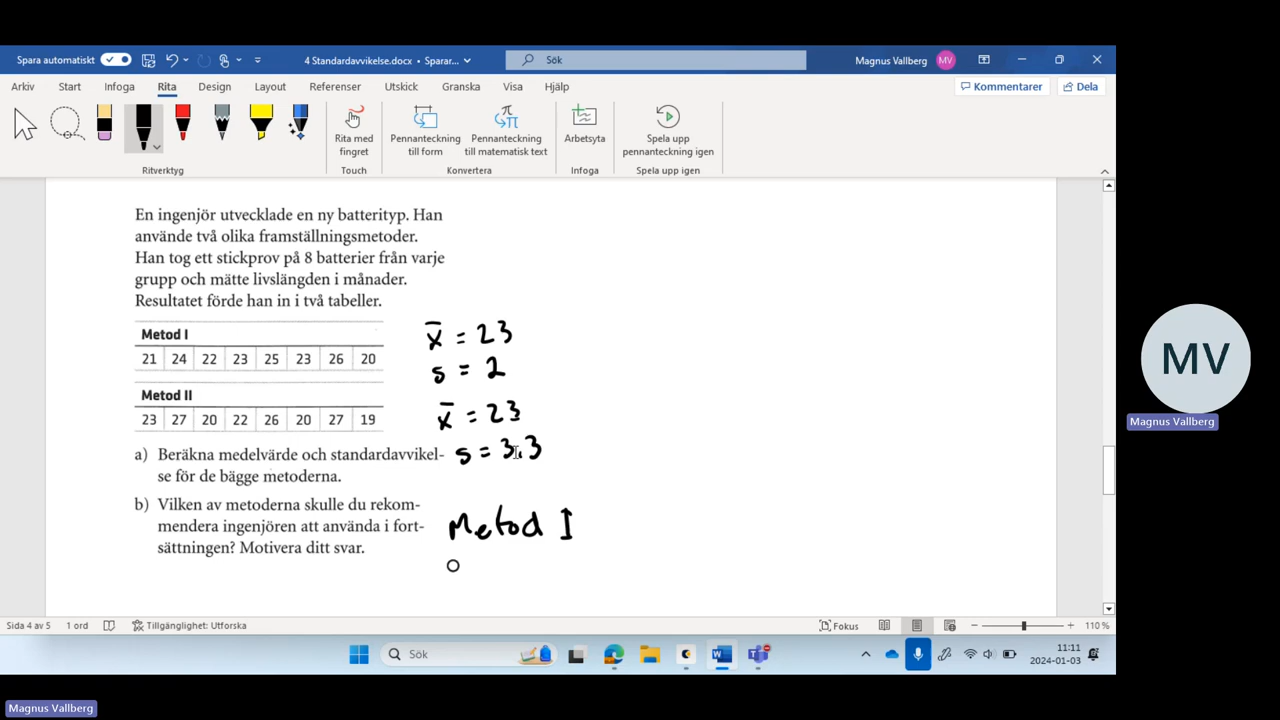 Spara automatiskt
4 Standardavvikelse.docx • Sparar...
Sök
Magnus Vallberg
MV
Arkiv Start Infoga Rita Design Layout Referenser Utskick Granska Visa Hjälp
Kommentarer
Dela
Rita med fingret
Pennanteckning till form
Pennanteckning till matematisk text
Arbetsyta
Spela upp pennanteckning igen
Ritverktyg
Touch
Konvertera
Infoga
Spela upp igen
En ingenjör utvecklade en ny batterityp. Han
använde två olika framställningsmetoder.
Han tog ett stickprov på 8 batterier från varje
grupp och mätte livslängden i månader.
Resultatet förde han in i två tabeller.
Metod I
21 24 22 23 25 23 26 20
x̄ = 23
s = 2
Metod II
23 27 20 22 26 20 27 19
x̄ = 23
s = 3.3
a) Beräkna medelvärde och standardavvikel-
se för de bägge metoderna.
b) Vilken av metoderna skulle du rekom-
mendera ingenjören att använda i fort-
sättningen? Motivera ditt svar.
Metod I
MV
Magnus Vallberg
Sida 4 av 5
1 ord
Tillgänglighet: Utforska
Fokus
110 %
Sök
11:11
2024-01-03
Magnus Vallberg